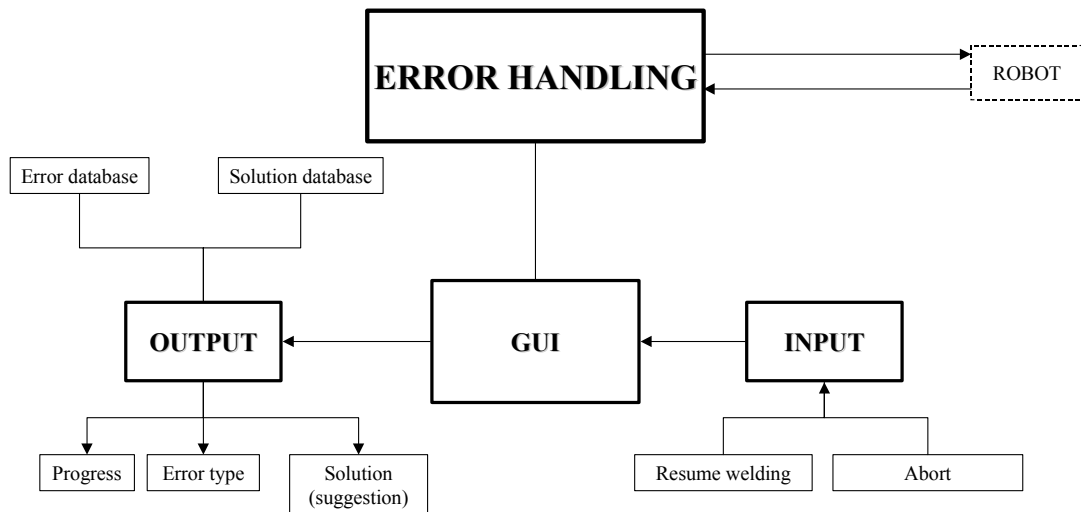 ERROR HANDLING
ROBOT
Error database
Solution database
OUTPUT
GUI
INPUT
Progress
Error type
Solution
(suggestion)
Resume welding
Abort